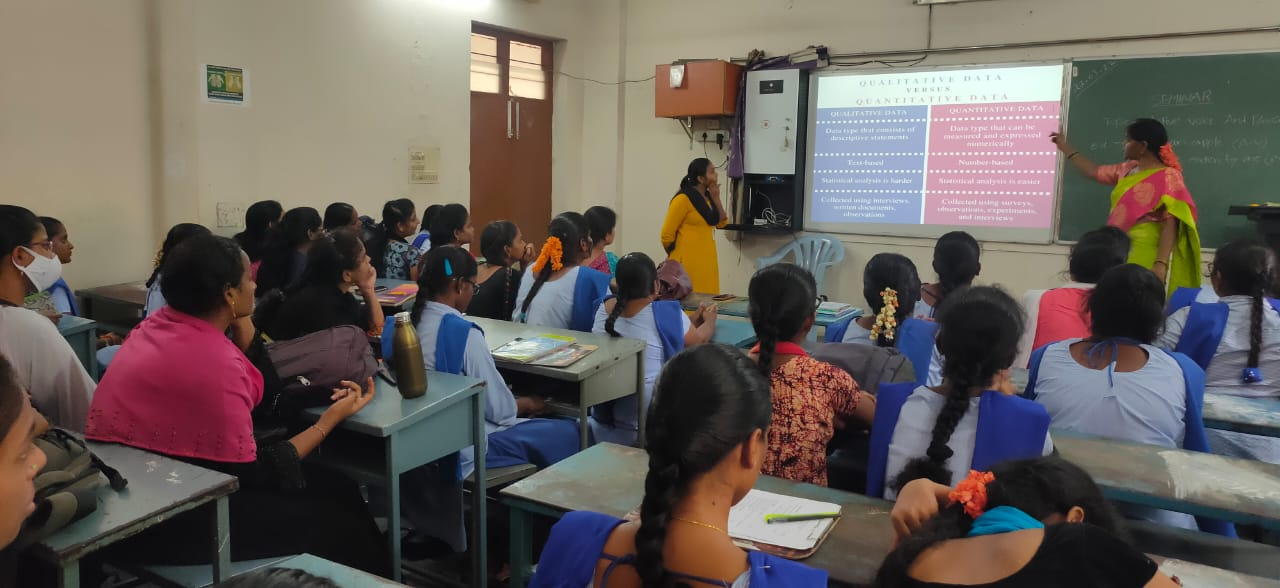 QUALITATIVE DATA
VERSUS
QUANTITATIVE DATA
QUALITATIVE DATA
Data type that consists of
descriptive statements
Text-based
Statistical analysis is harder
Collected using interviews,
written documents,
observations
QUANTITATIVE DATA
Data type that can be
measured and expressed
numerically
Number-based
Statistical analysis is easier
Collected using surveys,
observations, experiments,
and interviews
SEMINAR
voice And